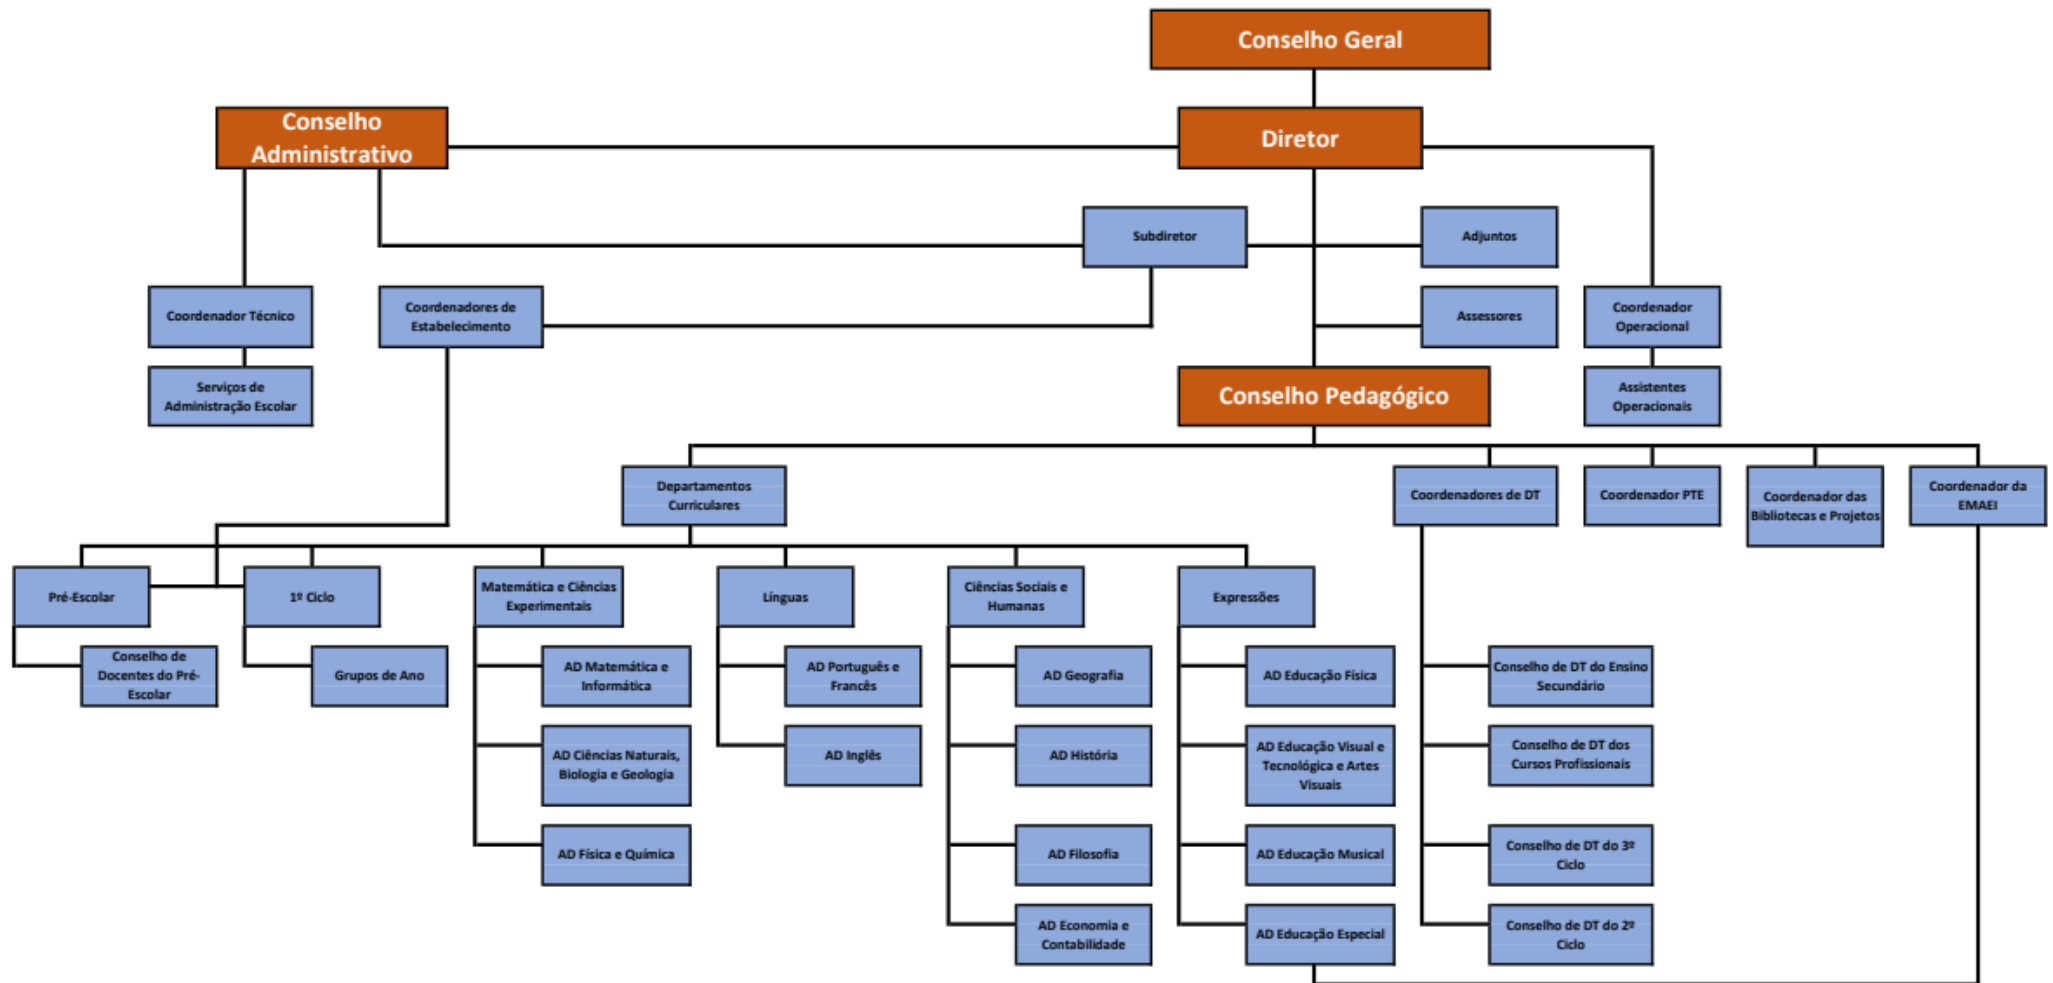 Conselho Geral
Conselho
Administrativo
Diretor
Subdiretor
Adjuntos
Coordenador Técnico
Coordenadores de
Estabelecimento
Assessores
Coordenador
Operacional
Serviços de
Administração Escolar
Conselho Pedagógico
Assistentes
Operacionais
Departamentos
Curriculares
Coordenadores de DT
Coordenador PTE
Coordenador das
Bibliotecas e Projetos
Coordenador da
EMAEI
Pré-Escolar
1º Ciclo
Matemática e Ciências
Experimentais
Línguas
Ciências Sociais e
Humanas
Expressões
Conselho de
Docentes do Pré-
Escolar
Grupos de Ano
AD Matemática e
Informática
AD Português e
Francês
AD Geografia
AD Educação Física
Conselho de DT do Ensino
Secundário
AD Ciências Naturais,
Biologia e Geologia
AD Inglês
AD História
AD Educação Visual e
Tecnológica e Artes
Visuais
Conselho de DT dos
Cursos Profissionais
AD Física e Química
AD Filosofia
AD Educação Musical
Conselho de DT do 3º
Ciclo
AD Economia e
Contabilidade
AD Educação Especial
Conselho de DT do 2º
Ciclo